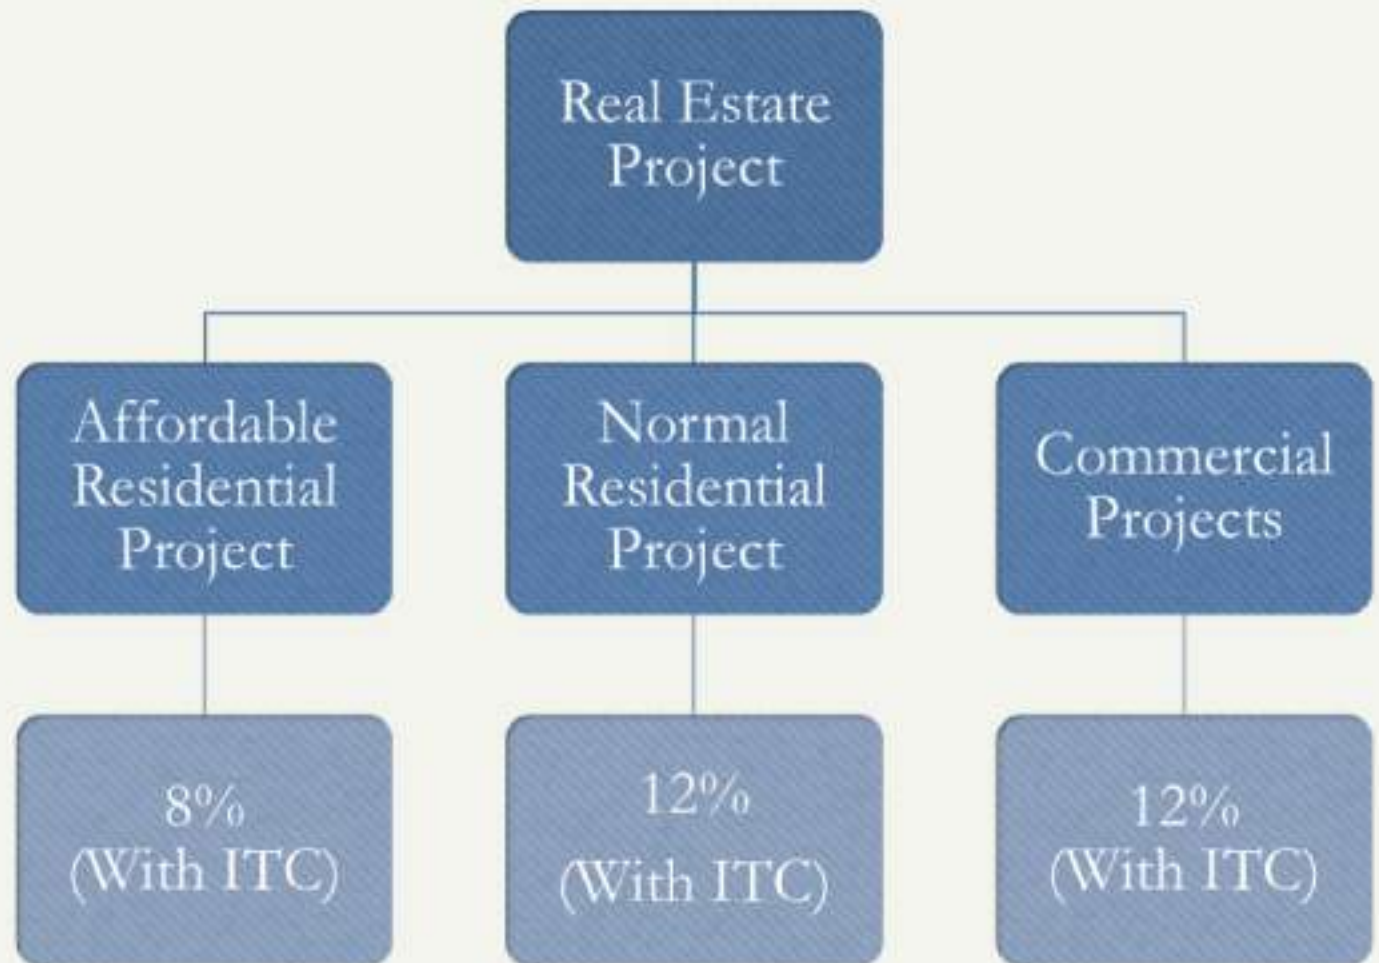 Real Estate
Project
Affordable
Residential
Project
Normal
Residential
Project
Commercial
Projects
8%
(With ITC)
12%
(With ITC)
12%
(With ITC)